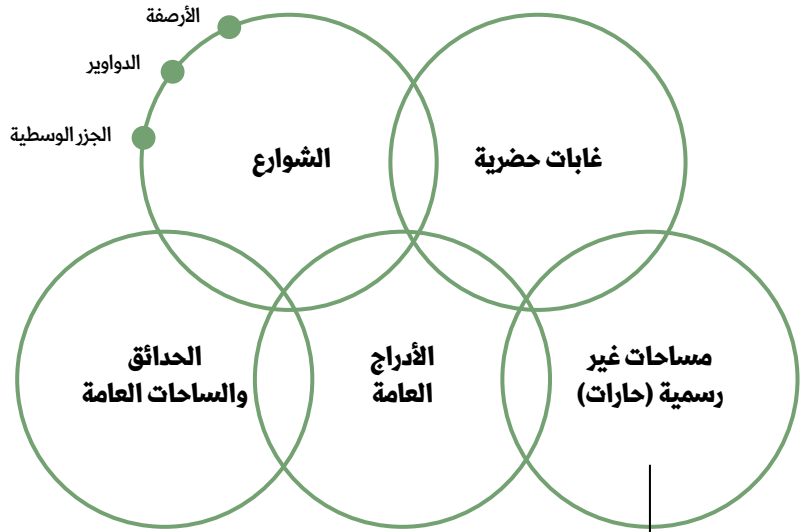 الأرصفة
الدواوير
الجزر الوسطية
غابات حضرية
الشوارع
مساحات غير
رسمية (حارات)
الأدراج
العامة
الحدائق
والساحات العامة